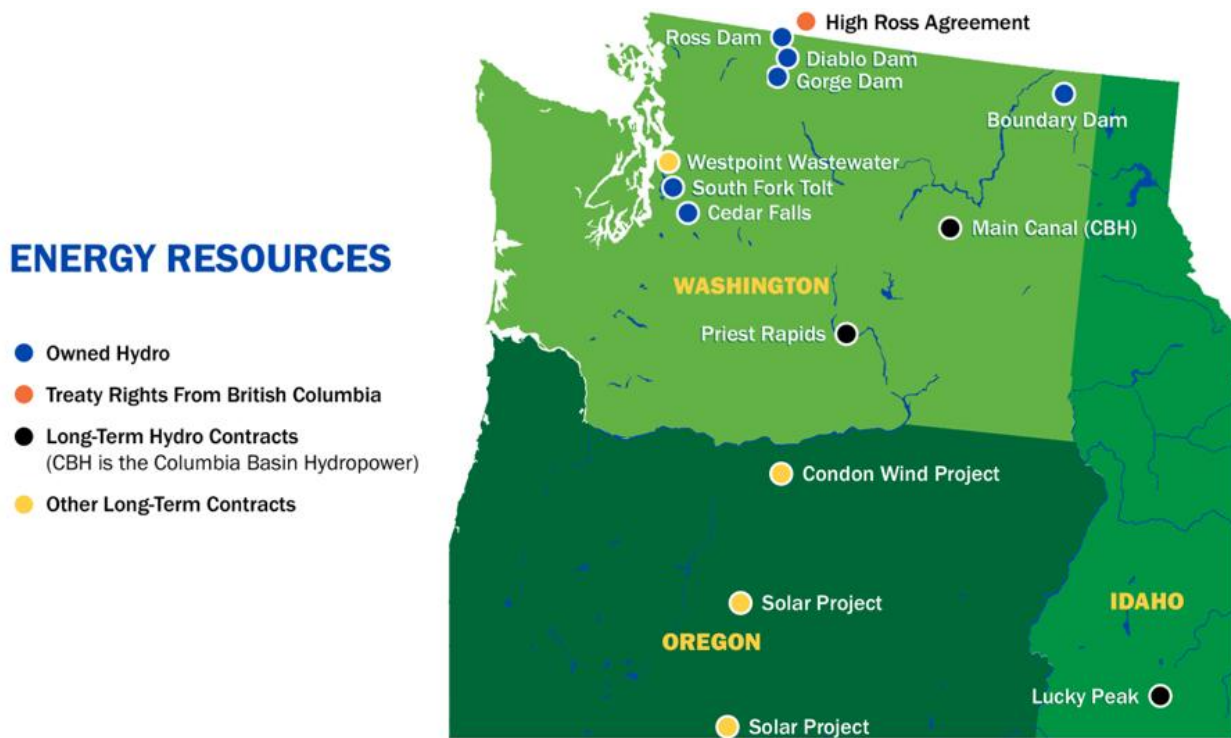 ENERGY RESOURCES
Owned Hydro
Treaty Rights From British Columbia
Long-Term Hydro Contracts
(CBH is the Columbia Basin Hydropower)
Other Long-Term Contracts
High Ross Agreement
Ross Dam
Diablo Dam
Gorge Dam
Boundary Dam
Westpoint Wastewater
South Fork Tolt
Cedar Falls
Main Canal (CBH)
WASHINGTON
Priest Rapids
Condon Wind Project
Solar Project
IDAHO
OREGON
Lucky Peak
Solar Project